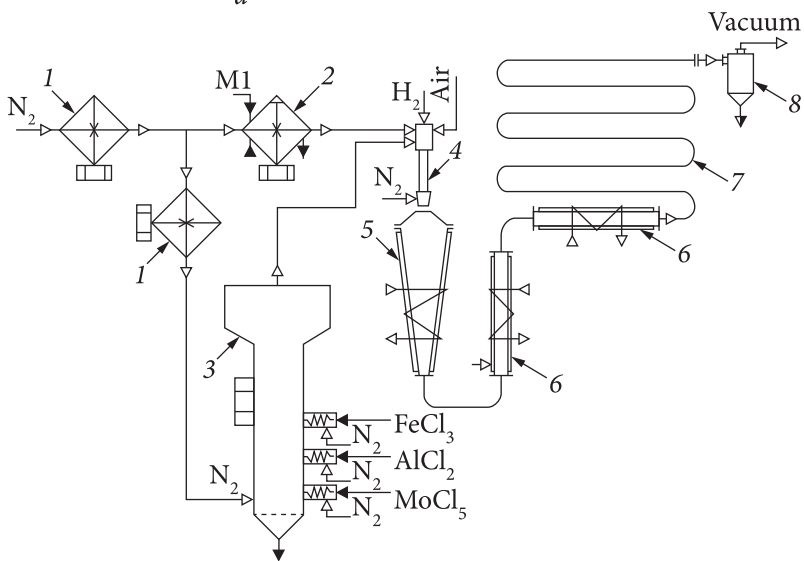 a
Vacuum
1
M1
2
H₂
Air
8
N₂
4
7
N₂
5
1
6
3
6
FeCl₃
N₂
AlCl₂
N₂
N₂
MoCl₅
N₂